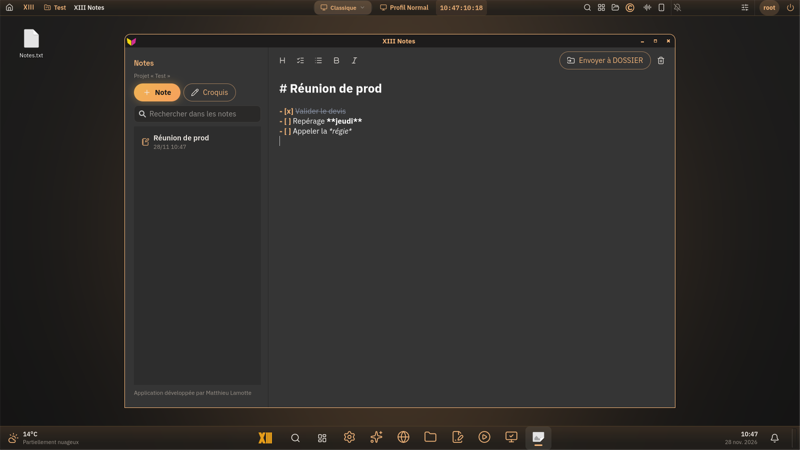 XIII Test XIII Notes Classique Profil Normal 10:47:10:18 root
Notes.txt
XIII Notes
Notes
Projet « Test »
Note Croquis
Rechercher dans les notes
Réunion de prod
28/11 10:47
Application développée par Matthieu Lamotte
H B I Envoyer à DOSSIER
# Réunion de prod
- [x] Valider le devis
- [ ] Repérage **jeudi**
- [ ] Appeler la *régie*
14°C
Partiellement nuageux
XIII
10:47
28 nov. 2026